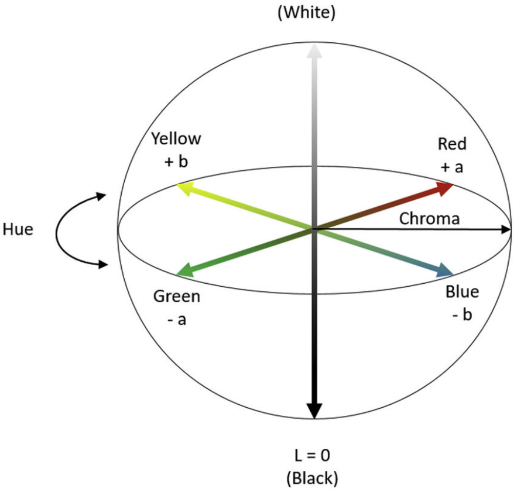 (White)
Yellow
+ b
Red
+ a
Chroma
Hue
Green
- a
Blue
- b
L = 0
(Black)